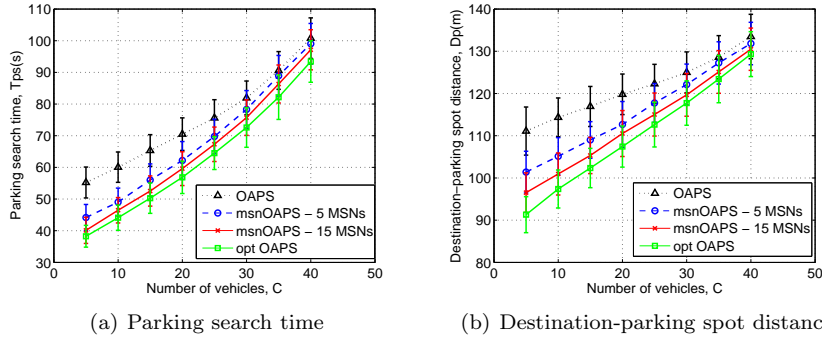 110
100
90
80
70
60
50
40
30
0
10
20
30
40
50
Parking search time, Tps(s)
Number of vehicles, C
OAPS
msnOAPS – 5 MSNs
msnOAPS – 15 MSNs
opt OAPS
(a) Parking search time
140
130
120
110
100
90
80
0
10
20
30
40
50
Destination–parking spot distance, Dp(m)
Number of vehicles, C
OAPS
msnOAPS – 5 MSNs
msnOAPS – 15 MSNs
opt OAPS
(b) Destination-parking spot distanc